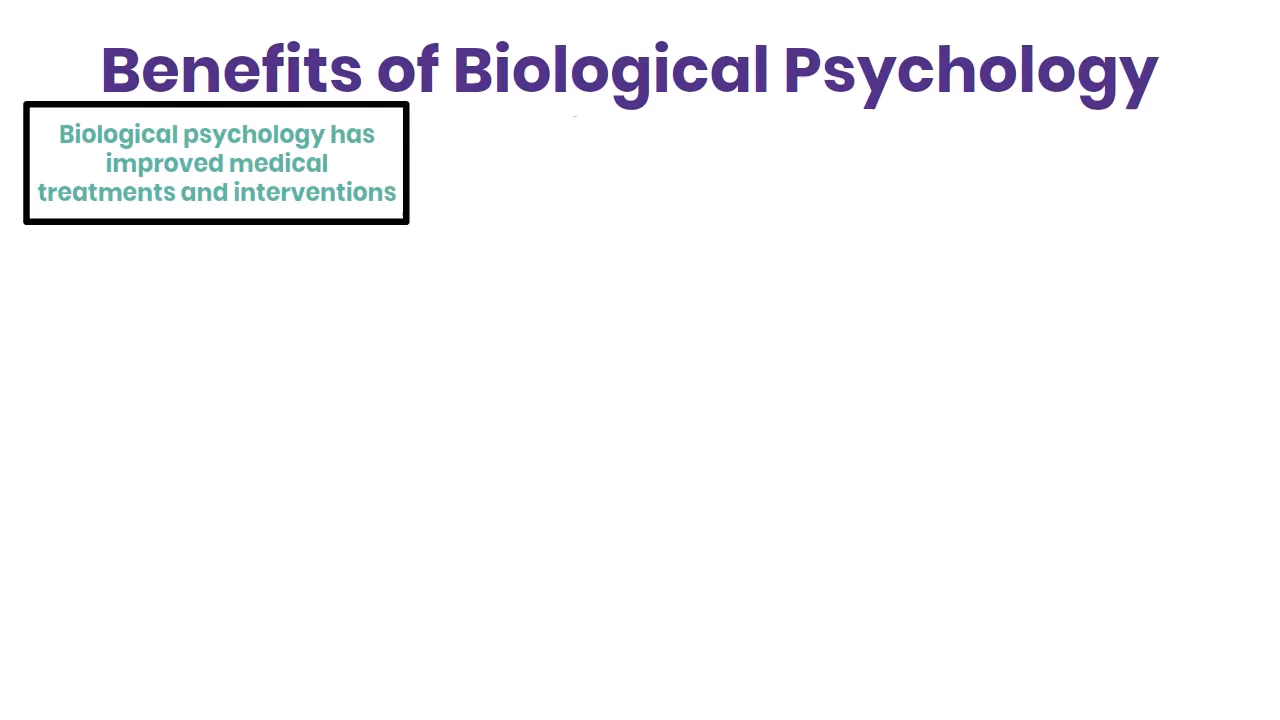 Benefits of Biological Psychology
Biological psychology has
improved medical
treatments and interventions